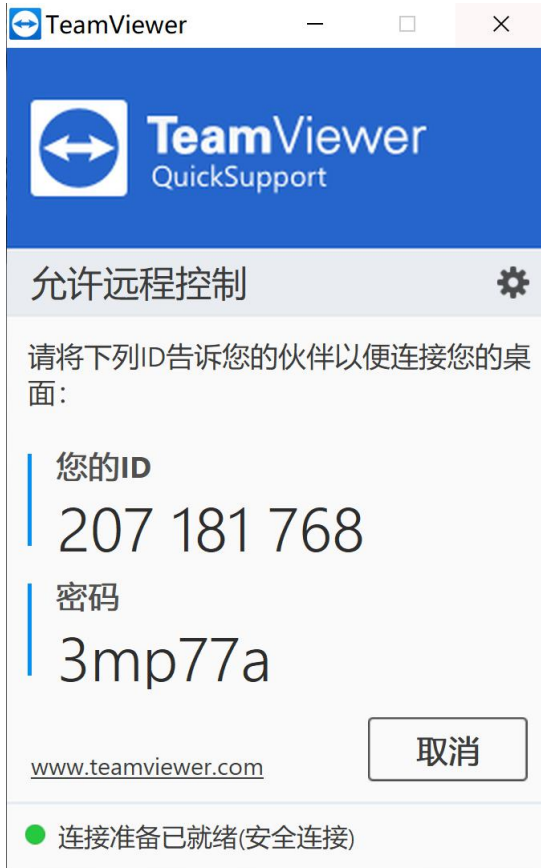 TeamViewer
TeamViewer
QuickSupport
允许远程控制
请将下列ID告诉您的伙伴以便连接您的桌
面：
您的ID
207 181 768
密码
3mp77a
取消
www.teamviewer.com
连接准备已就绪(安全连接)